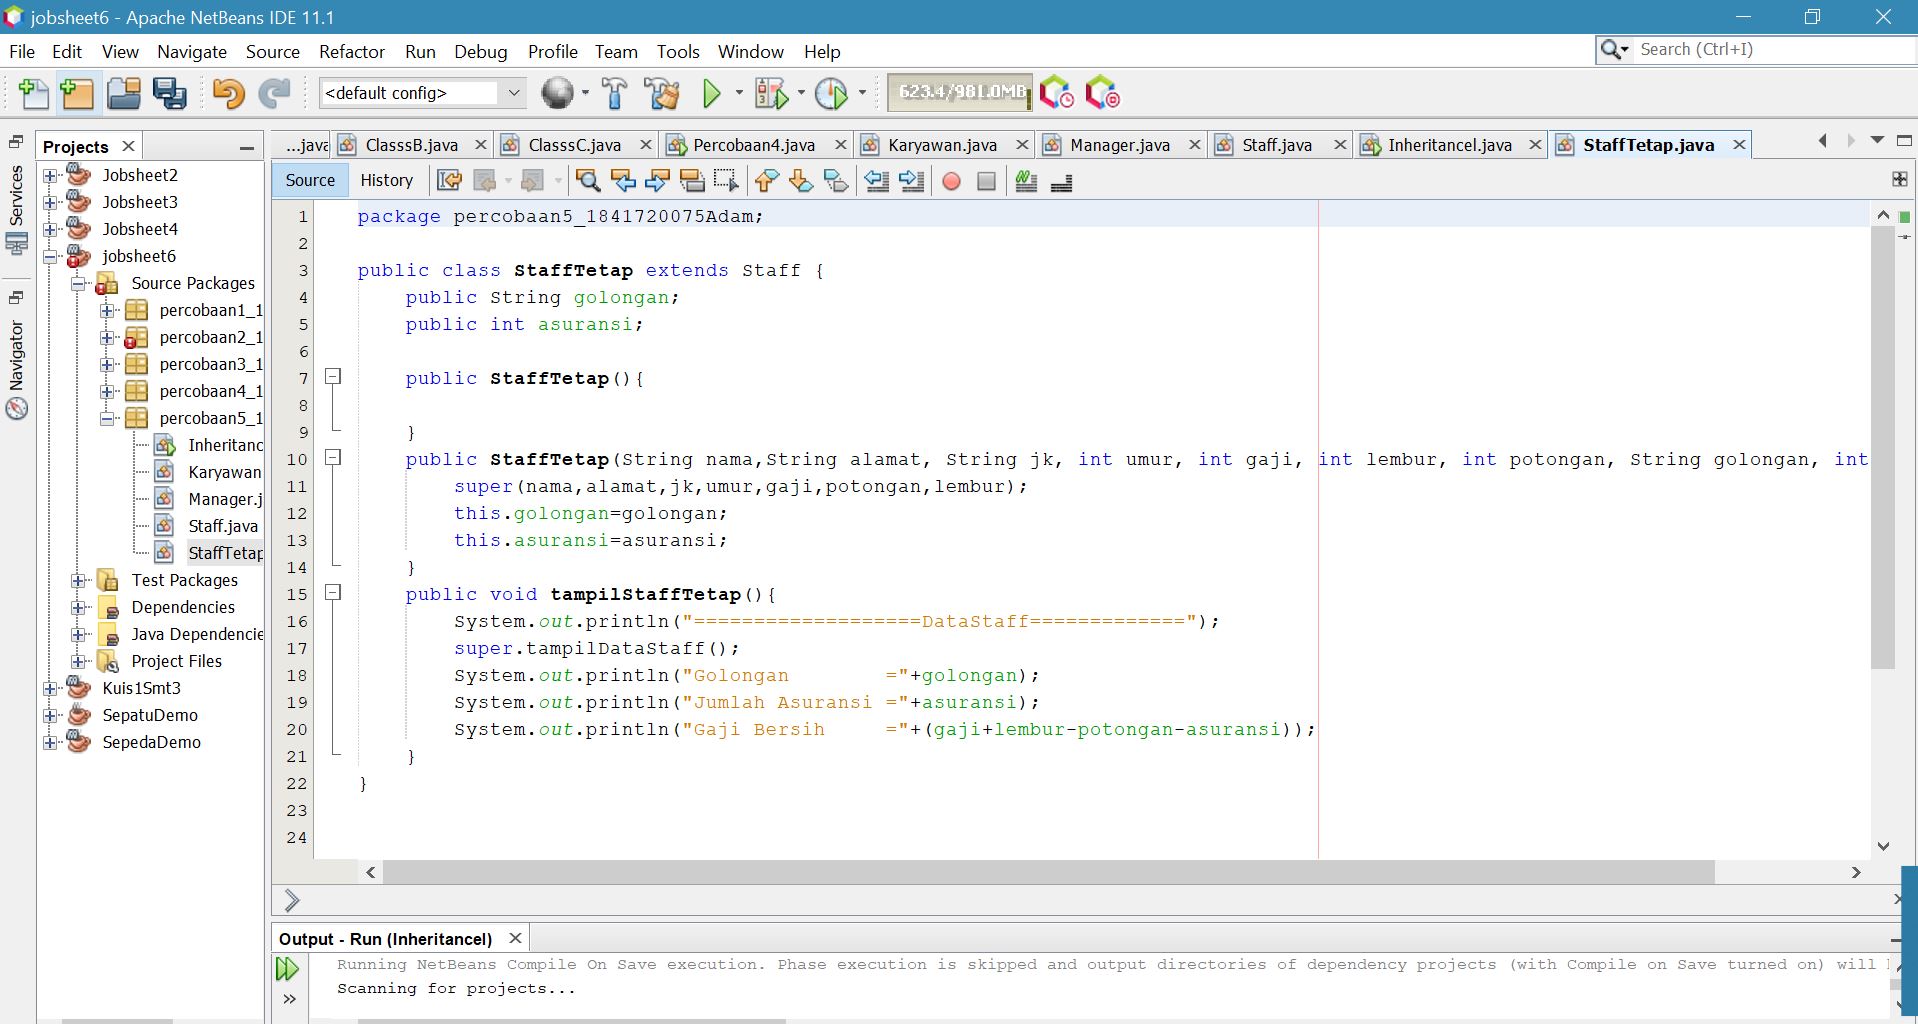 jobsheet6 - Apache NetBeans IDE 11.1
File Edit View Navigate Source Refactor Run Debug Profile Team Tools Window Help
Search (Ctrl+I)
<default config>
623.4/981.0MB
Services
Navigator
Projects
Jobsheet2
Jobsheet3
Jobsheet4
jobsheet6
Source Packages
percobaan1_1
percobaan2_1
percobaan3_1
percobaan4_1
percobaan5_1
Inheritanc
Karyawan
Manager.j
Staff.java
StaffTetap
Test Packages
Dependencies
Java Dependencie
Project Files
Kuis1Smt3
SepatuDemo
SepedaDemo
...java ClasssB.java ClasssC.java Percobaan4.java Karyawan.java Manager.java Staff.java Inheritancel.java StaffTetap.java
Source History
1 package percobaan5_1841720075Adam;
2
3 public class StaffTetap extends Staff {
4 public String golongan;
5 public int asuransi;
6
7 public StaffTetap(){
8
9 }
10 public StaffTetap(String nama,String alamat, String jk, int umur, int gaji, int lembur, int potongan, String golongan, int
11 super(nama,alamat,jk,umur,gaji,potongan,lembur);
12 this.golongan=golongan;
13 this.asuransi=asuransi;
14 }
15 public void tampilStaffTetap(){
16 System.out.println("===================DataStaff=============");
17 super.tampilDataStaff();
18 System.out.println("Golongan        ="+golongan);
19 System.out.println("Jumlah Asuransi ="+asuransi);
20 System.out.println("Gaji Bersih     ="+(gaji+lembur-potongan-asuransi));
21 }
22 }
23
24
Output - Run (Inheritancel)
Running NetBeans Compile On Save execution. Phase execution is skipped and output directories of dependency projects (with Compile on Save turned on) will
Scanning for projects...